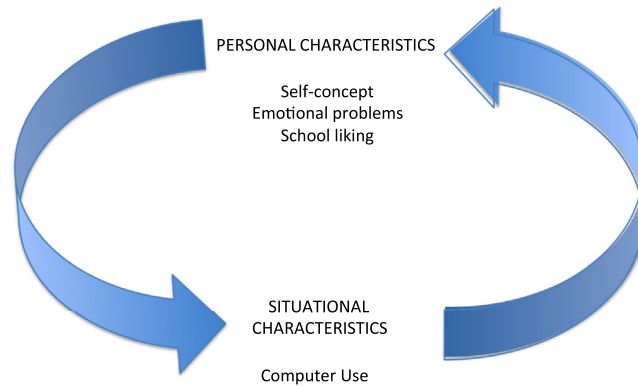 PERSONAL CHARACTERISTICS
Self-concept
Emotional problems
School liking
SITUATIONAL
CHARACTERISTICS
Computer Use